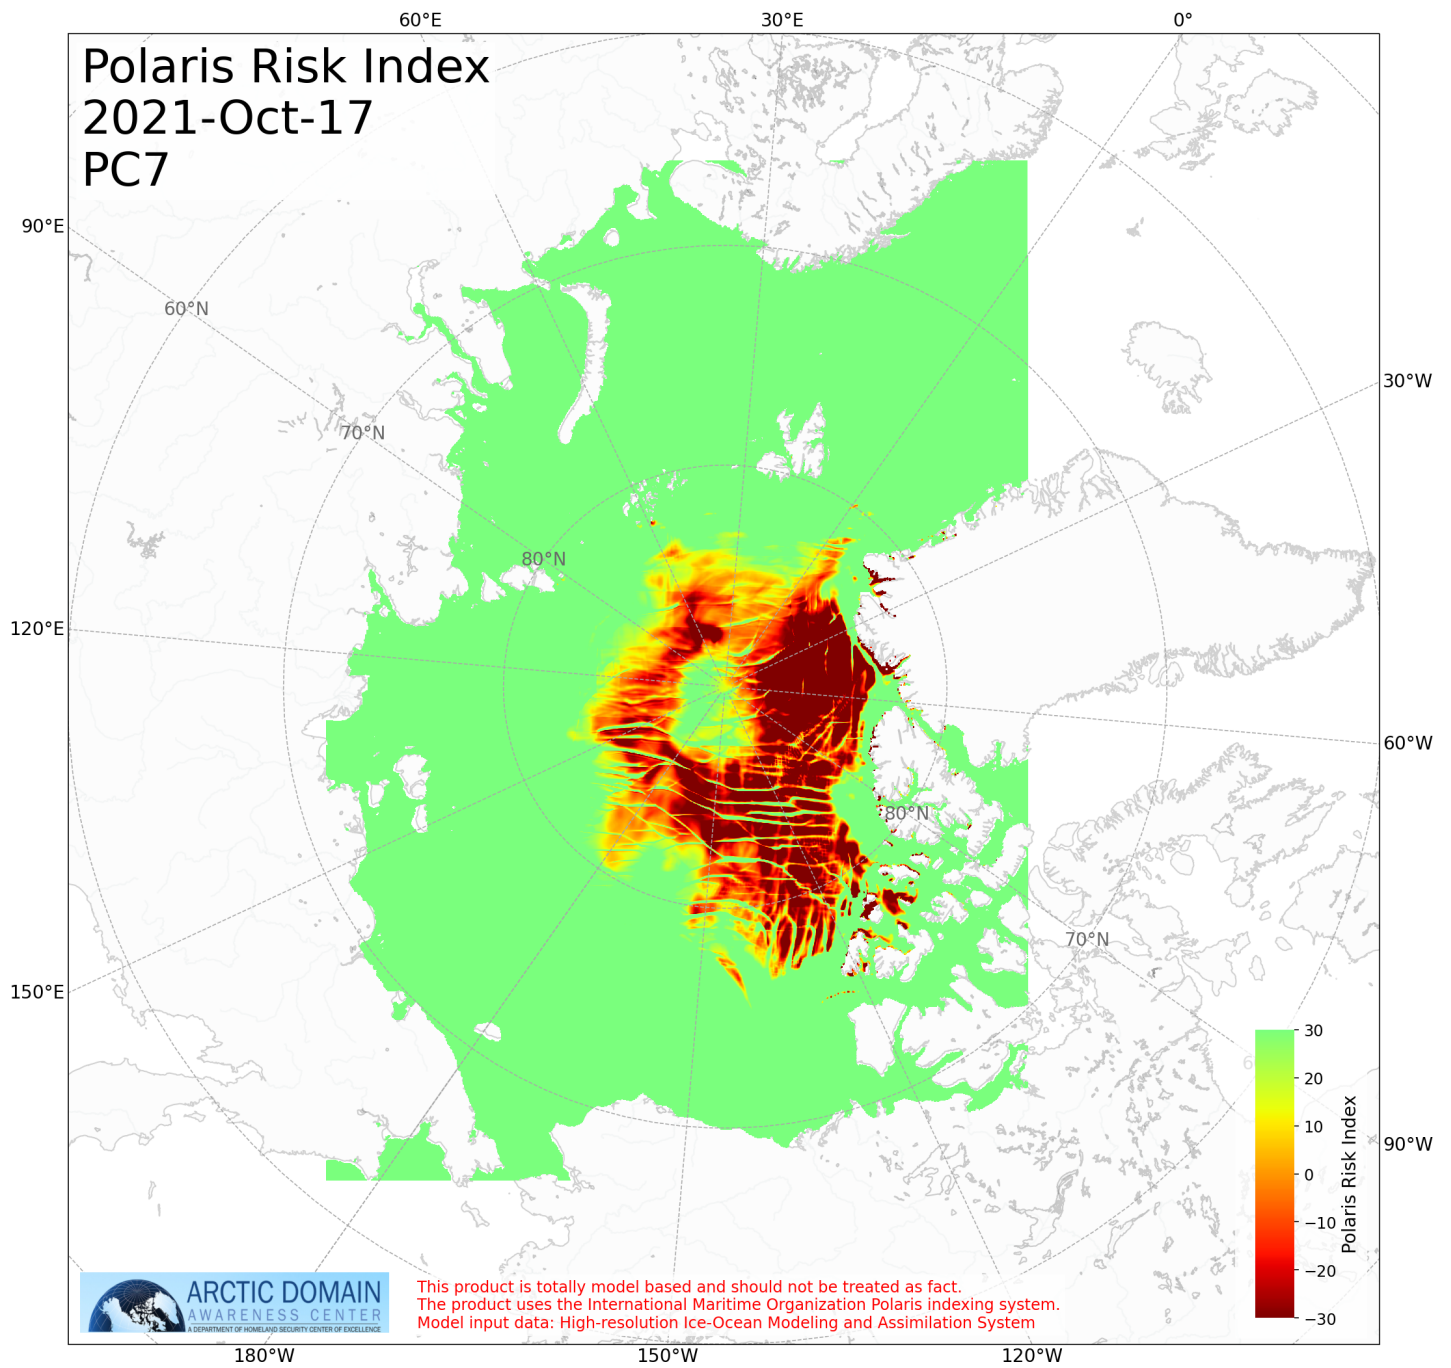 60°E 30°E 0°
Polaris Risk Index
2021-Oct-17
PC7
90°E
60°N
30°W
70°N
80°N
120°E
60°W
80°N
70°N
150°E
30
20
10
0
−10
−20
−30
Polaris Risk Index
90°W
ARCTIC DOMAIN
AWARENESS CENTER
A DEPARTMENT OF HOMELAND SECURITY CENTER OF EXCELLENCE
This product is totally model based and should not be treated as fact.
The product uses the International Maritime Organization Polaris indexing system.
Model input data: High-resolution Ice-Ocean Modeling and Assimilation System
180°W 150°W 120°W